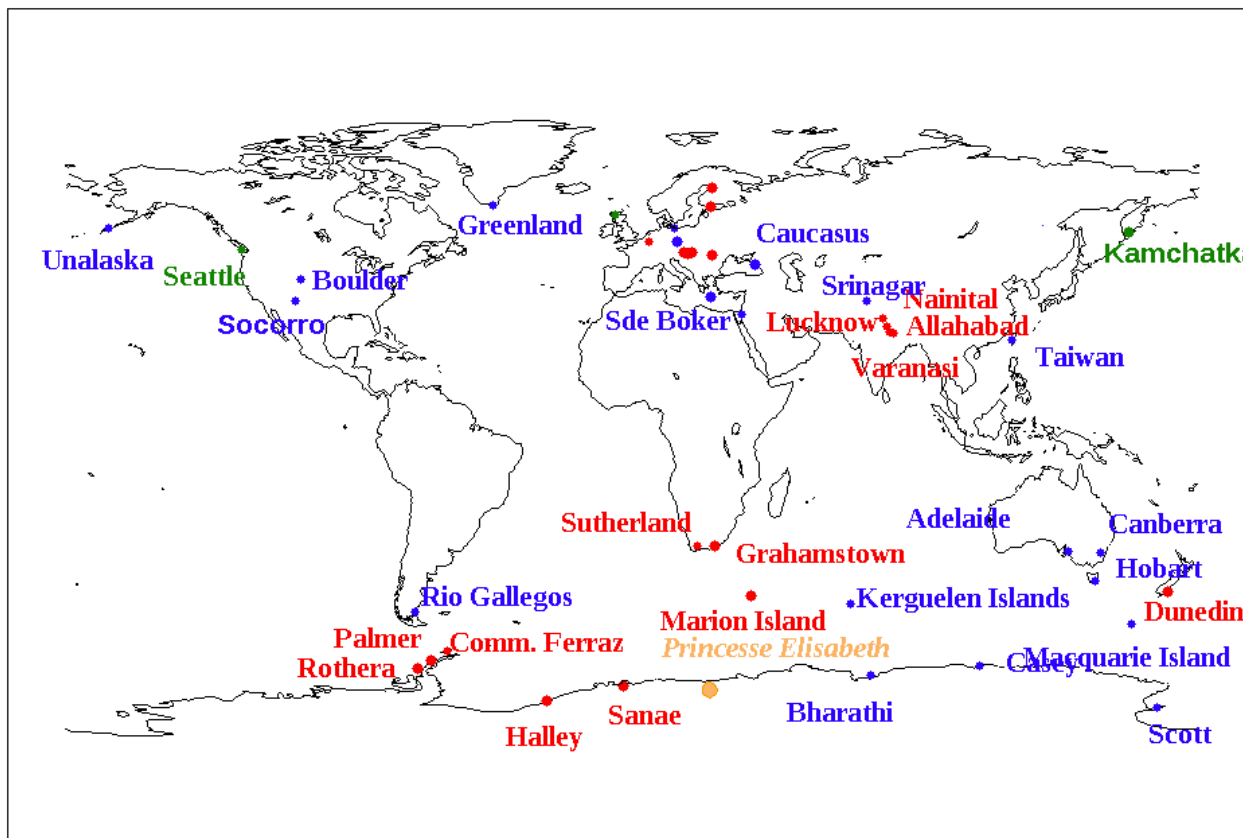 Greenland
Caucasus
Kamchatka
Unalaska
Seattle
Boulder
Srinagar
Nainital
Socorro
Sde Boker
Lucknow
Allahabad
Taiwan
Varanasi
Sutherland
Adelaide
Canberra
Grahamstown
Hobart
Rio Gallegos
Kerguelen Islands
Dunedin
Marion Island
Palmer
Comm. Ferraz
Princesse Elisabeth
Rothera
Casey
Macquarie Island
Sanae
Bharathi
Halley
Scott